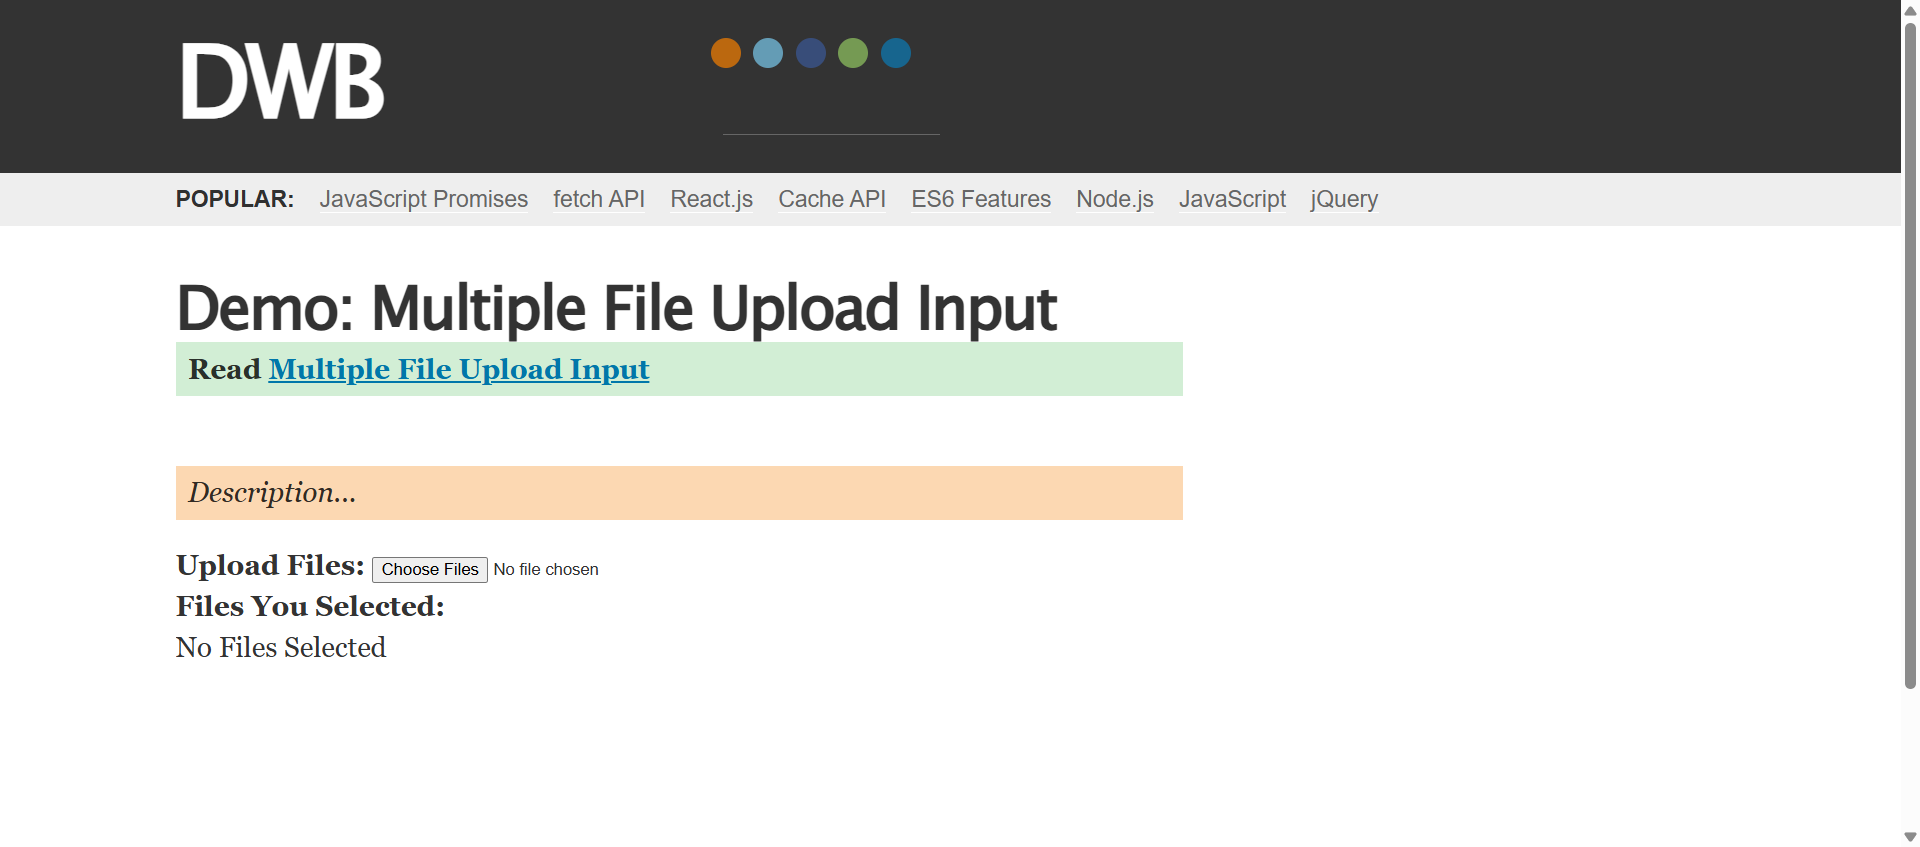 DWB
POPULAR: JavaScript Promises fetch API React.js Cache API ES6 Features Node.js JavaScript jQuery
Demo: Multiple File Upload Input
Read Multiple File Upload Input
Description...
Upload Files: Choose Files No file chosen
Files You Selected:
No Files Selected